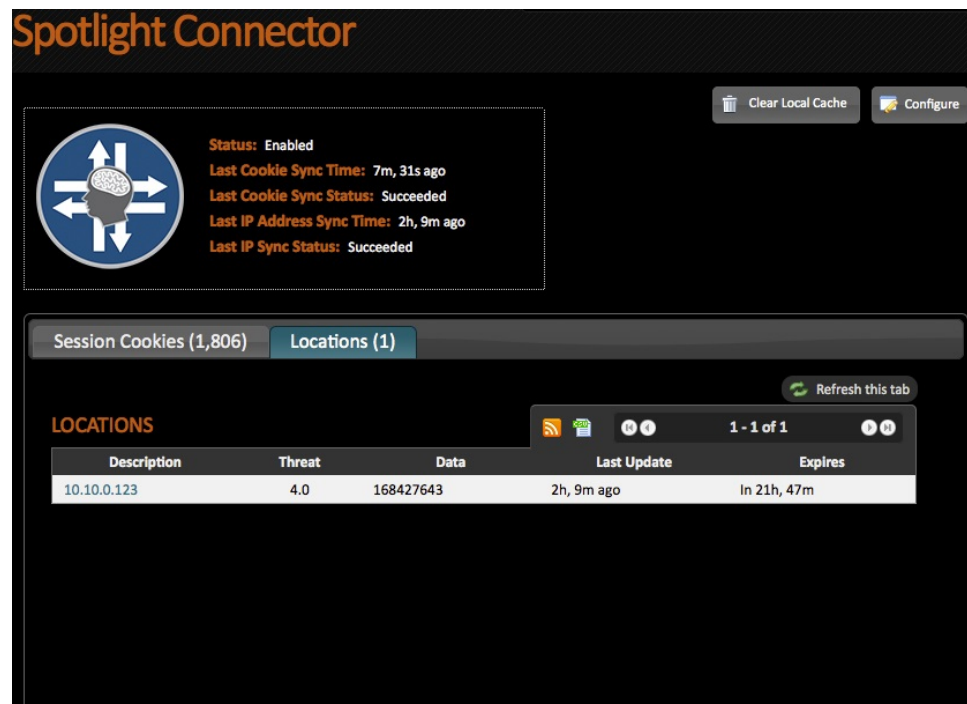 Spotlight Connector
Clear Local Cache
Configure
Status: Enabled
Last Cookie Sync Time: 7m, 31s ago
Last Cookie Sync Status: Succeeded
Last IP Address Sync Time: 2h, 9m ago
Last IP Sync Status: Succeeded
Session Cookies (1,806)
Locations (1)
Refresh this tab
LOCATIONS
CSV
1 - 1 of 1
Description Threat Data Last Update Expires
10.10.0.123 4.0 168427643 2h, 9m ago In 21h, 47m